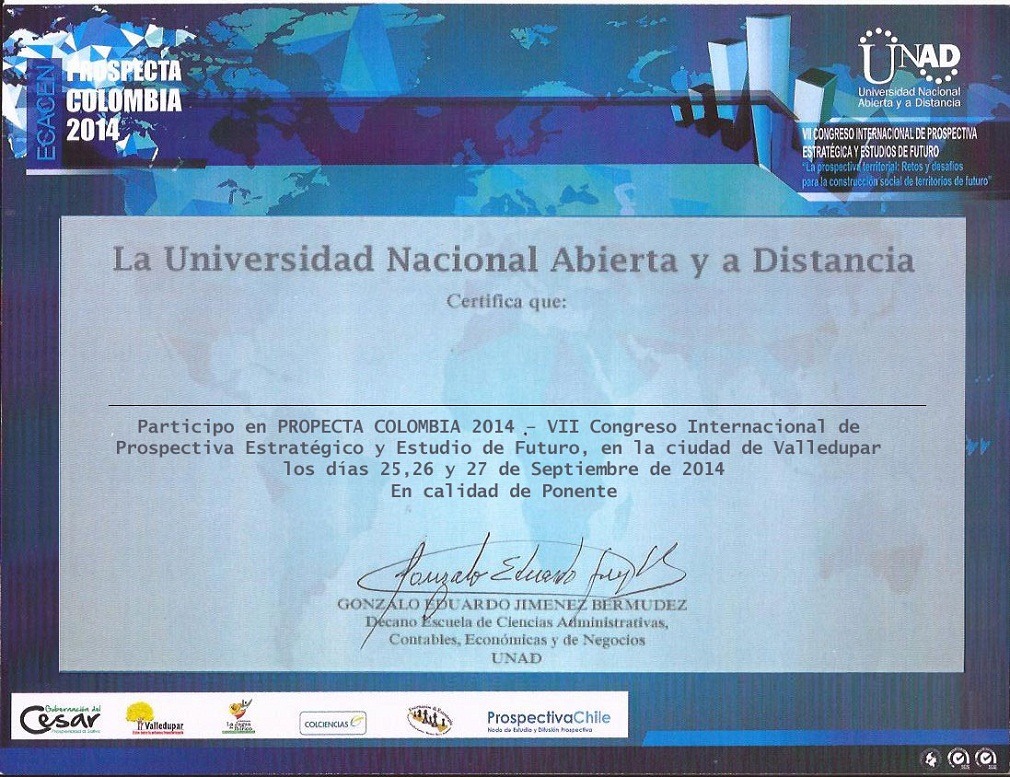 ECACEN
PROSPECTA
COLOMBIA
2014
UNAD
Universidad Nacional
Abierta y a Distancia
VII CONGRESO INTERNACIONAL DE PROSPECTIVA
ESTRATÉGICA Y ESTUDIOS DE FUTURO
"La prospectiva territorial: Retos y desafíos
para la construcción social de territorios de futuro"
La Universidad Nacional Abierta y a Distancia
Certifica que:
Participo en PROPECTA COLOMBIA 2014 - VII Congreso Internacional de
Prospectiva Estratégico y Estudio de Futuro, en la ciudad de Valledupar
los días 25,26 y 27 de Septiembre de 2014
En calidad de Ponente
Gonzalo Eduardo
GONZALO EDUARDO JIMENEZ BERMUDEZ
Decano Escuela de Ciencias Administrativas,
Contables, Económicas y de Negocios
UNAD
Gobernación del
Cesar
Valledupar
COLCIENCIAS
ProspectivaChile
Nodo de Estudio y Difusión Prospectiva